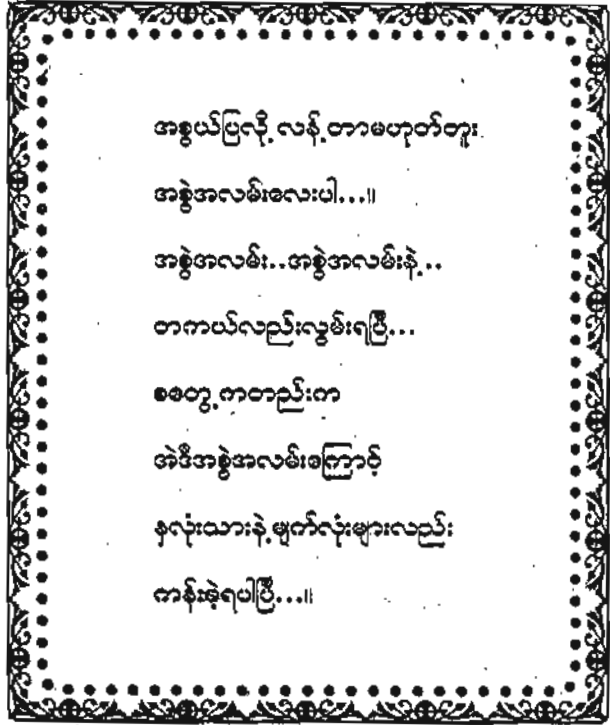 အစွယ်ပြလို့ လန့်တာမဟုတ်ဘူး
အစွဲအလမ်းလေးပါ...။
အစွဲအလမ်း..အစွဲအလမ်းနဲ့..
တကယ်လည်းလွမ်းရပြီ...
စတွေ့ကတည်းက
အဲဒီအစွဲအလမ်းကြောင့်
နှလုံးသားနဲ့မျက်လုံးများလည်း
ကန်းခဲ့ရပါပြီ...။